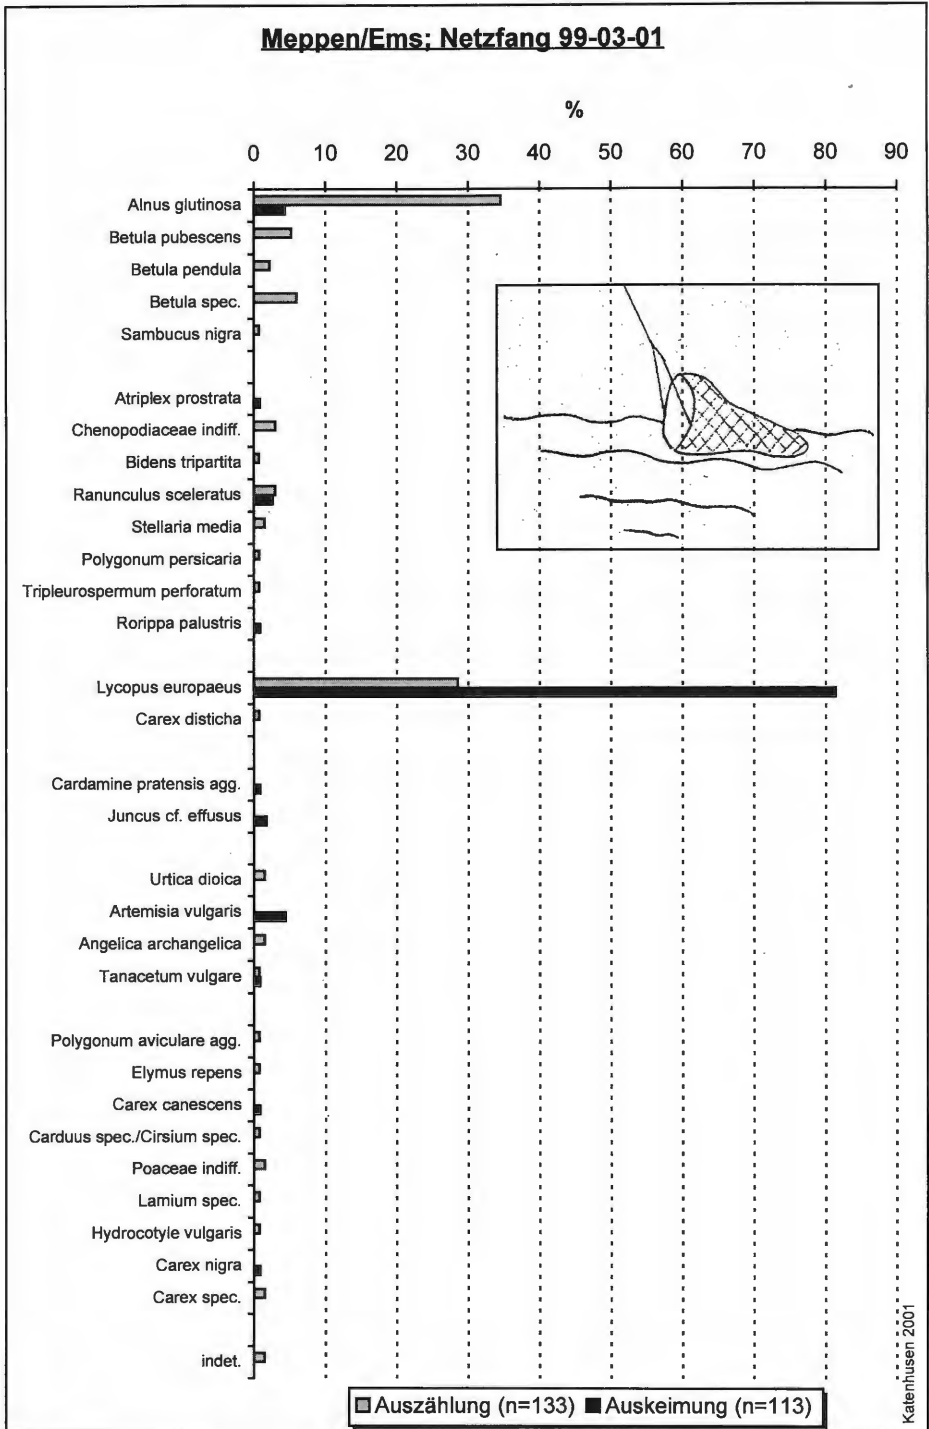 Meppen/Ems; Netzfang 99-03-01
%
0 10 20 30 40 50 60 70 80 90
Alnus glutinosa
Betula pubescens
Betula pendula
Betula spec.
Sambucus nigra
Atriplex prostrata
Chenopodiaceae indiff.
Bidens tripartita
Ranunculus sceleratus
Stellaria media
Polygonum persicaria
Tripleurospermum perforatum
Rorippa palustris
Lycopus europaeus
Carex disticha
Cardamine pratensis agg.
Juncus cf. effusus
Urtica dioica
Artemisia vulgaris
Angelica archangelica
Tanacetum vulgare
Polygonum aviculare agg.
Elymus repens
Carex canescens
Carduus spec./Cirsium spec.
Poaceae indiff.
Lamium spec.
Hydrocotyle vulgaris
Carex nigra
Carex spec.
indet.
Auszählung (n=133) Auskeimung (n=113)
Katenhusen 2001